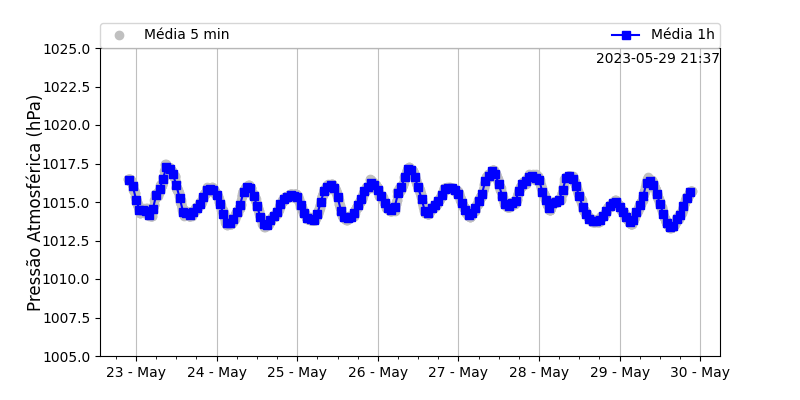 Média 5 min
Média 1h
2023-05-29 21:37
Pressão Atmosférica (hPa)
1025.0
1022.5
1020.0
1017.5
1015.0
1012.5
1010.0
1007.5
1005.0
23 - May
24 - May
25 - May
26 - May
27 - May
28 - May
29 - May
30 - May